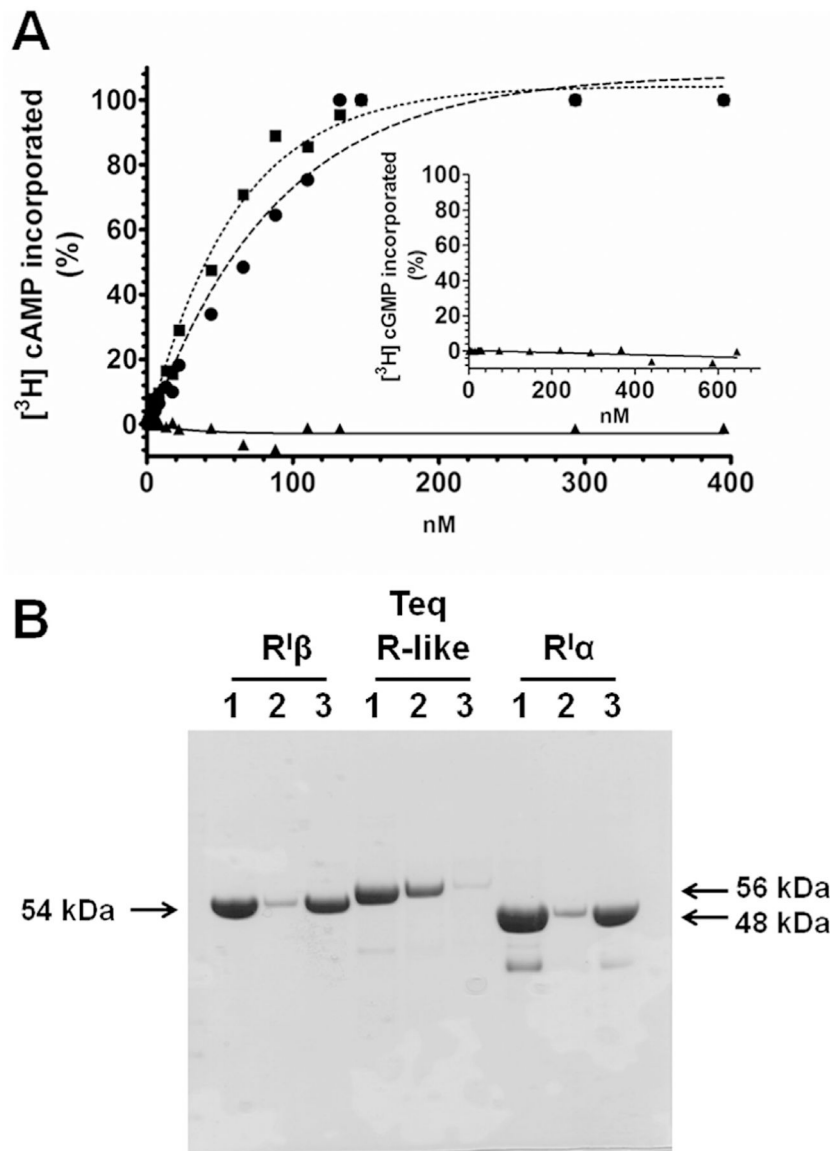 A
[³H] cAMP incorporated
(%)
100
80
60
40
20
0
0
100
200
300
400
nM
[³H] cGMP incorporated
(%)
100
80
60
40
20
0
0
200
400
600
nM
B
Rᴵβ
Teq
R-like
Rᴵα
1 2 3 1 2 3 1 2 3
54 kDa
56 kDa
48 kDa